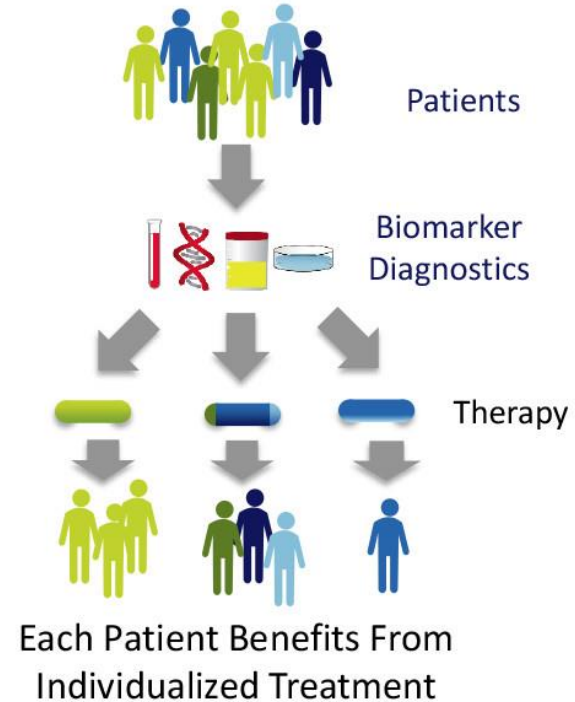 Patients
Biomarker
Diagnostics
Therapy
Each Patient Benefits From
Individualized Treatment